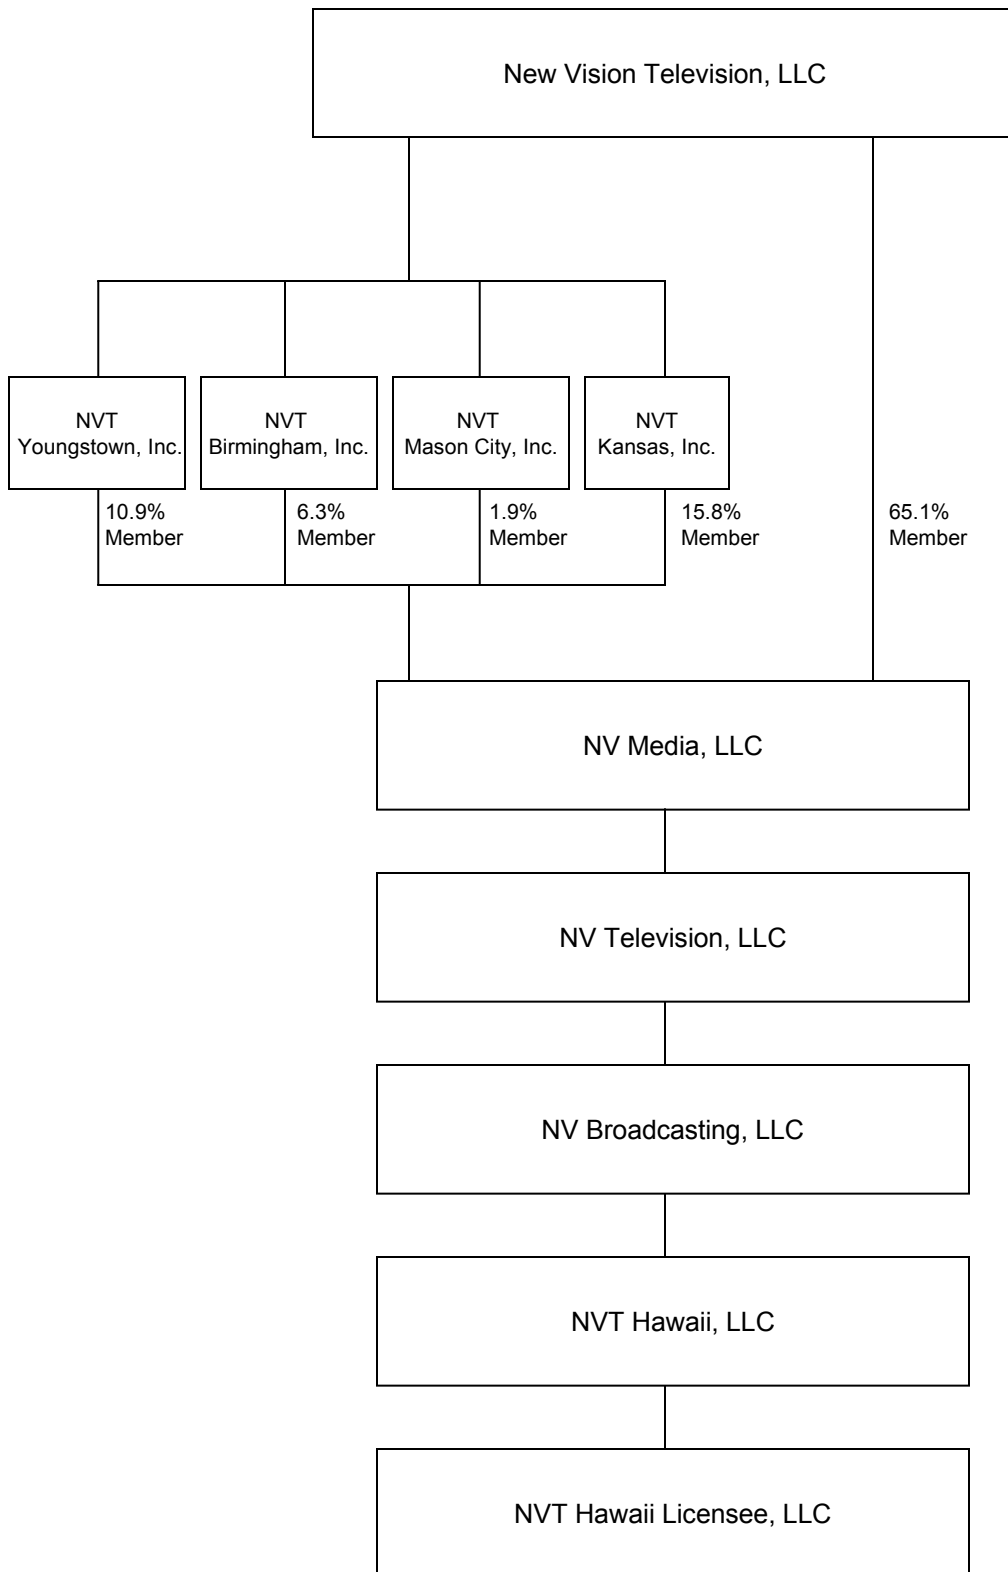 New Vision Television, LLC
NVT
Youngstown, Inc.
NVT
Birmingham, Inc.
NVT
Mason City, Inc.
NVT
Kansas, Inc.
10.9%
Member
6.3%
Member
1.9%
Member
15.8%
Member
65.1%
Member
NV Media, LLC
NV Television, LLC
NV Broadcasting, LLC
NVT Hawaii, LLC
NVT Hawaii Licensee, LLC